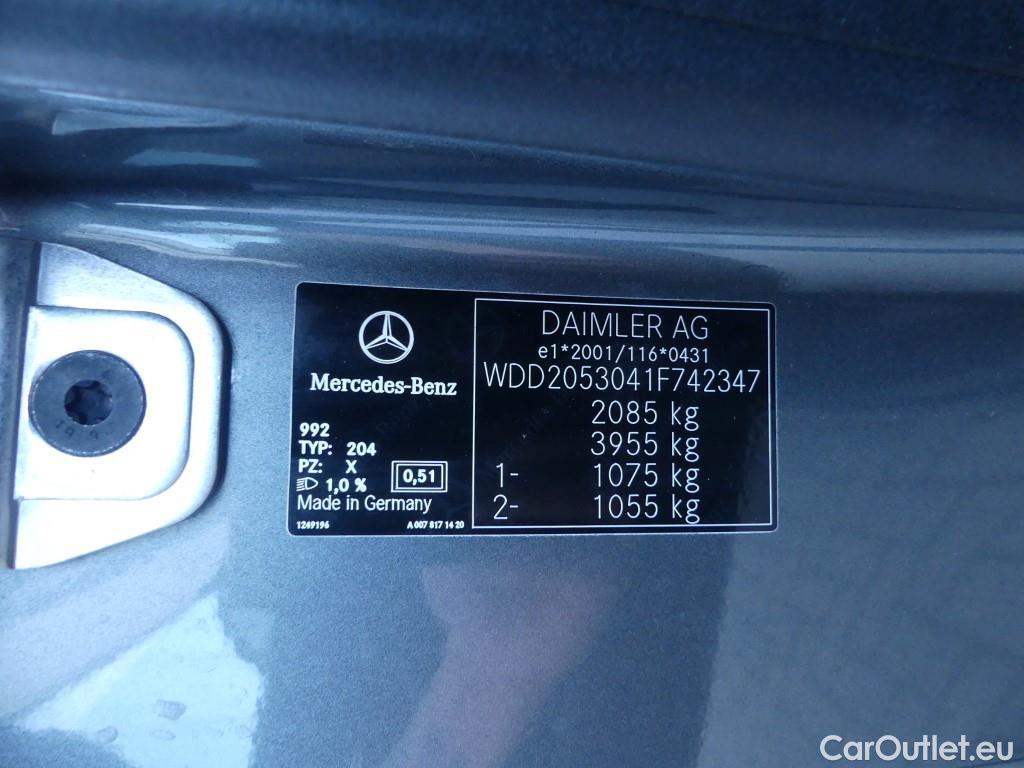 Mercedes-Benz
992
TYP: 204
PZ: X
1,0 %
0,51
Made in Germany
1249196
A 007 817 14 20
DAIMLER AG
e1*2001/116*0431
WDD2053041F742347
2085 kg
3955 kg
1- 1075 kg
2- 1055 kg
CarOutlet.eu